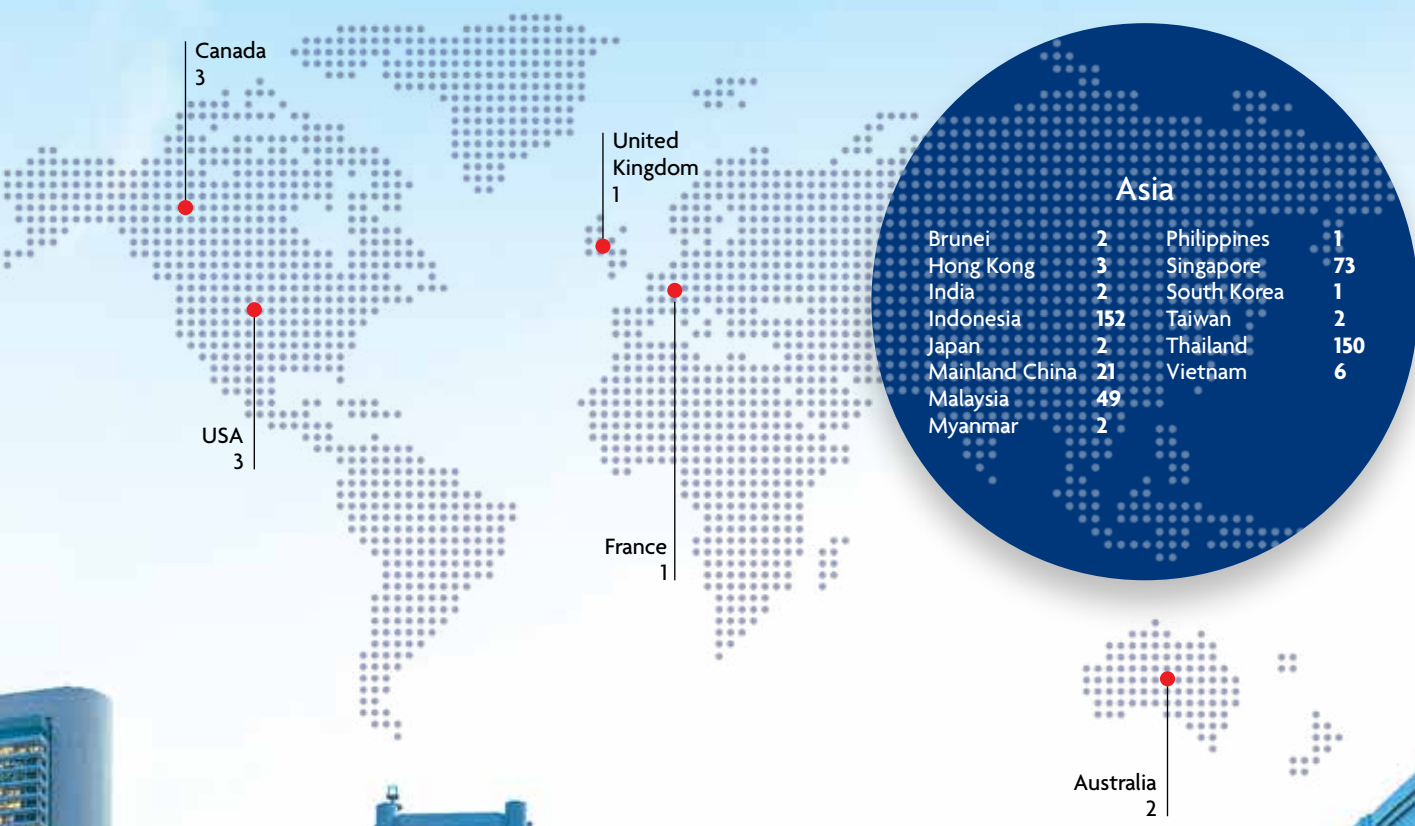 Canada
3
United
Kingdom
1
USA
3
France
1
Asia
Brunei 2
Hong Kong 3
India 2
Indonesia 152
Japan 2
Mainland China 21
Malaysia 49
Myanmar 2
Philippines 1
Singapore 73
South Korea 1
Taiwan 2
Thailand 150
Vietnam 6
Australia
2